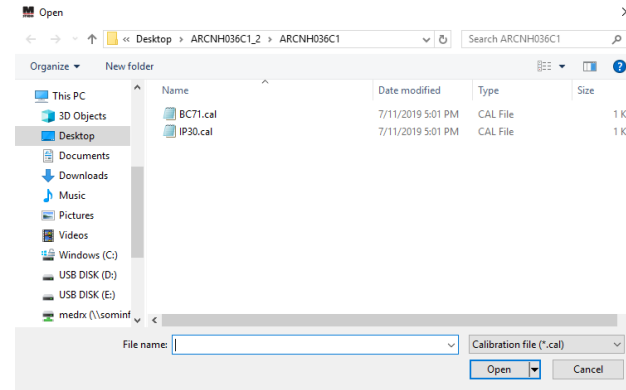 Open
« Desktop > ARCNH036C1_2 > ARCNH036C1
Search ARCNH036C1
Organize New folder
Name Date modified Type Size
This PC
3D Objects
Desktop
Documents
Downloads
Music
Pictures
Videos
Windows (C:)
USB DISK (D:)
USB DISK (E:)
medrx (\\sominf
BC71.cal 7/11/2019 5:01 PM CAL File 1 K
IP30.cal 7/11/2019 5:01 PM CAL File 1 K
File name:
Calibration file (*.cal)
Open Cancel